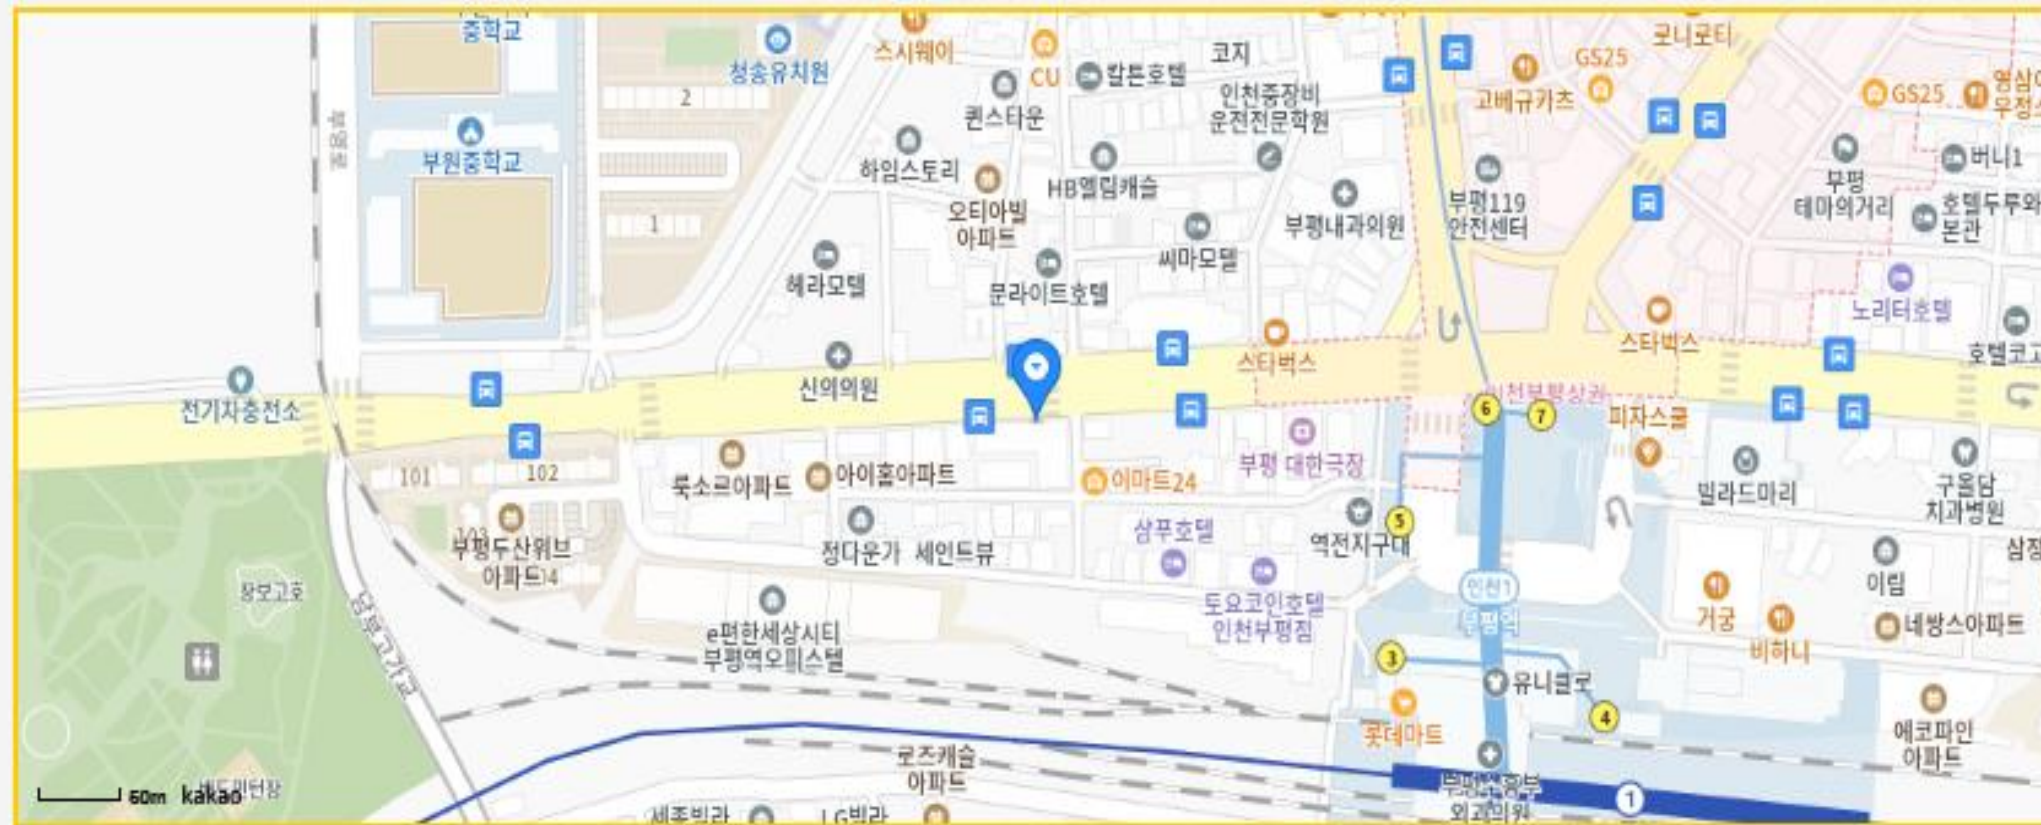 중학교
청송유치원
스시웨이
CU
칼튼호텔
코지
로니로티
GS25
고베규카츠
GS25
2
퀸스타운
인천중장비
운전전문학원
부원중학교
하임스토리
오티아빌
아파트
HB엘림캐슬
부평내과의원
부평119
안전센터
부평
테마의거리
버니1
호텔두루와
본관
1
헤라모텔
문라이트호텔
씨마모텔
노리터호텔
스타벅스
스타벅스
신의의원
전기차충전소
6
7
피자스쿨
101
102
룩소르아파트
아이홈아파트
이마트24
부평 대한극장
빌라드마리
구올담
치과병원
103
부평두산위브
아파트
정다운가 세인트뷰
삼푸호텔
5
역전지구대
이림
e편한세상시티
부평역오피스텔
토요코인호텔
인천부평점
인천1
부평역
거궁
비하니
네쌍스아파트
3
유니클로
4
롯데마트
에코파인
아파트
로즈캐슬
아파트
외과의원
1
60m kakao
세종빌라
LG빌라